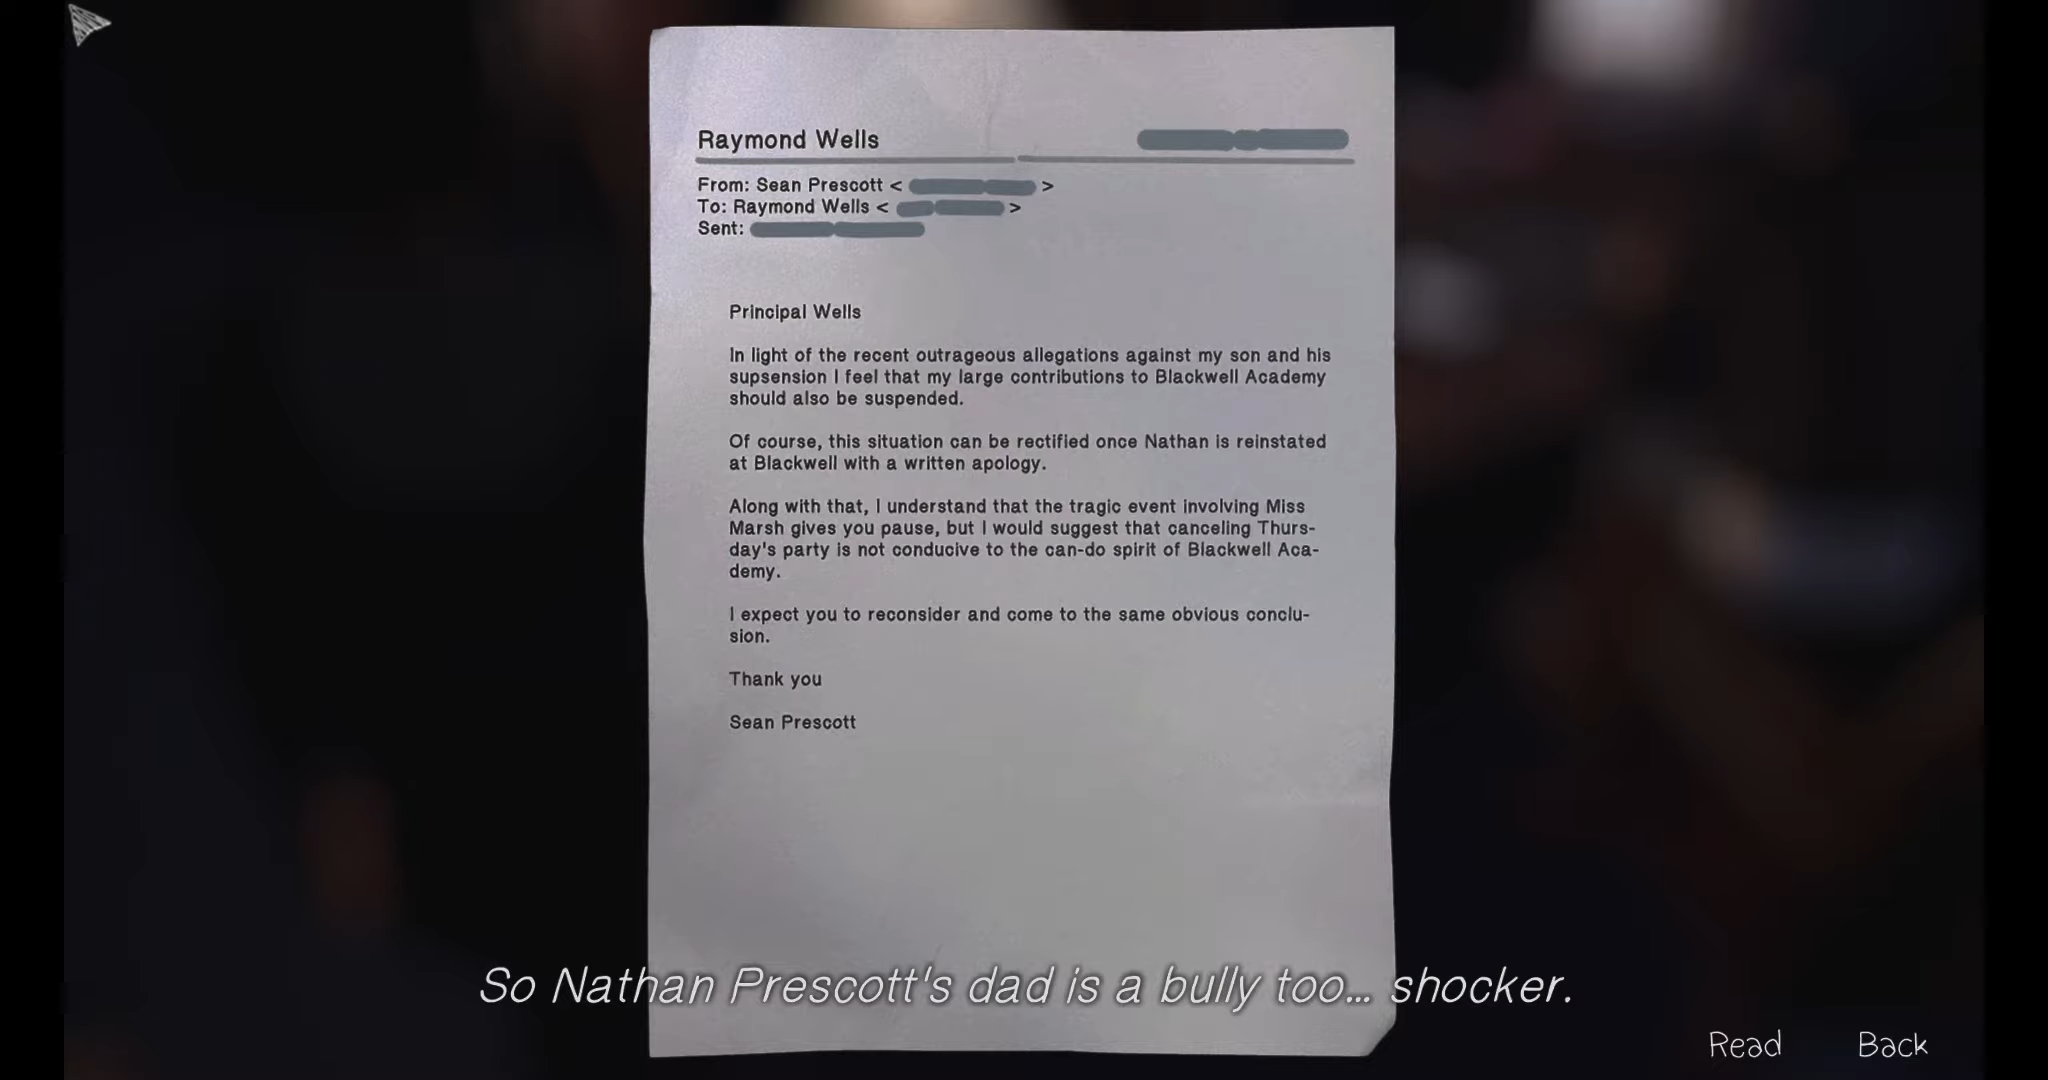 Raymond Wells
From: Sean Prescott < >
To: Raymond Wells < >
Sent:
Principal Wells
In light of the recent outrageous allegations against my son and his
supsension I feel that my large contributions to Blackwell Academy
should also be suspended.
Of course, this situation can be rectified once Nathan is reinstated
at Blackwell with a written apology.
Along with that, I understand that the tragic event involving Miss
Marsh gives you pause, but I would suggest that canceling Thurs-
day's party is not conducive to the can-do spirit of Blackwell Aca-
demy.
I expect you to reconsider and come to the same obvious conclu-
sion.
Thank you
Sean Prescott
So Nathan Prescott's dad is a bully too... shocker.
Read Back